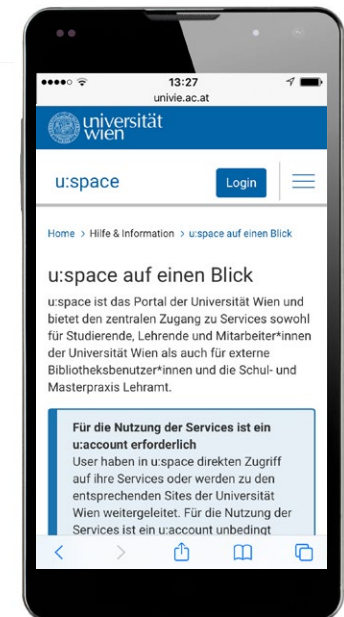 13:27
univie.ac.at
universität
wien
u:space
Login
Home > Hilfe & Information > u:space auf einen Blick
u:space auf einen Blick
u:space ist das Portal der Universität Wien und
bietet den zentralen Zugang zu Services sowohl
für Studierende, Lehrende und Mitarbeiter*innen
der Universität Wien als auch für externe
Bibliotheksbenutzer*innen und die Schul- und
Masterpraxis Lehramt.
Für die Nutzung der Services ist ein
u:account erforderlich
User haben in u:space direkten Zugriff
auf ihre Services oder werden zu den
entsprechenden Sites der Universität
Wien weitergeleitet. Für die Nutzung der
Services ist ein u:account unbedingt